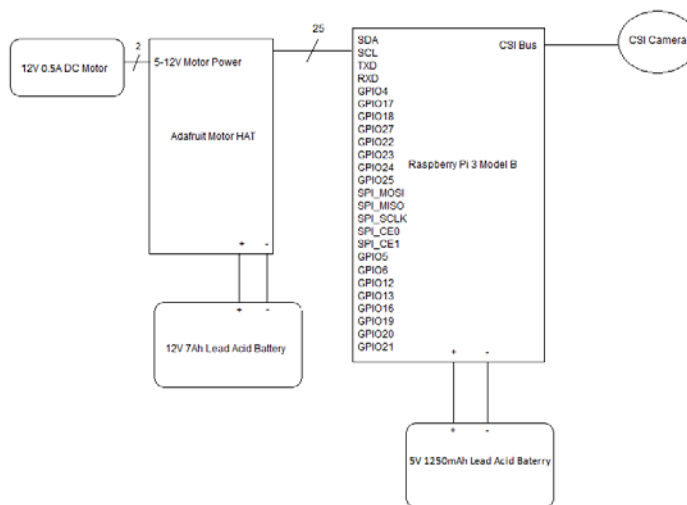 25
SDA
SCL
TXD
RXD
GPIO4
GPIO17
GPIO18
GPIO27
GPIO22
GPIO23
GPIO24
GPIO25
SPI_MOSI
SPI_MISO
SPI_SCLK
SPI_CE0
SPI_CE1
GPIO5
GPIO6
GPIO12
GPIO13
GPIO16
GPIO19
GPIO20
GPIO21
CSI Bus
CSI Camera
2
12V 0.5A DC Motor
5-12V Motor Power
Adafruit Motor HAT
Raspberry Pi 3 Model B
+ -
+ -
12V 7Ah Lead Acid Battery
+ -
+ -
5V 1250mAh Lead Acid Baterry